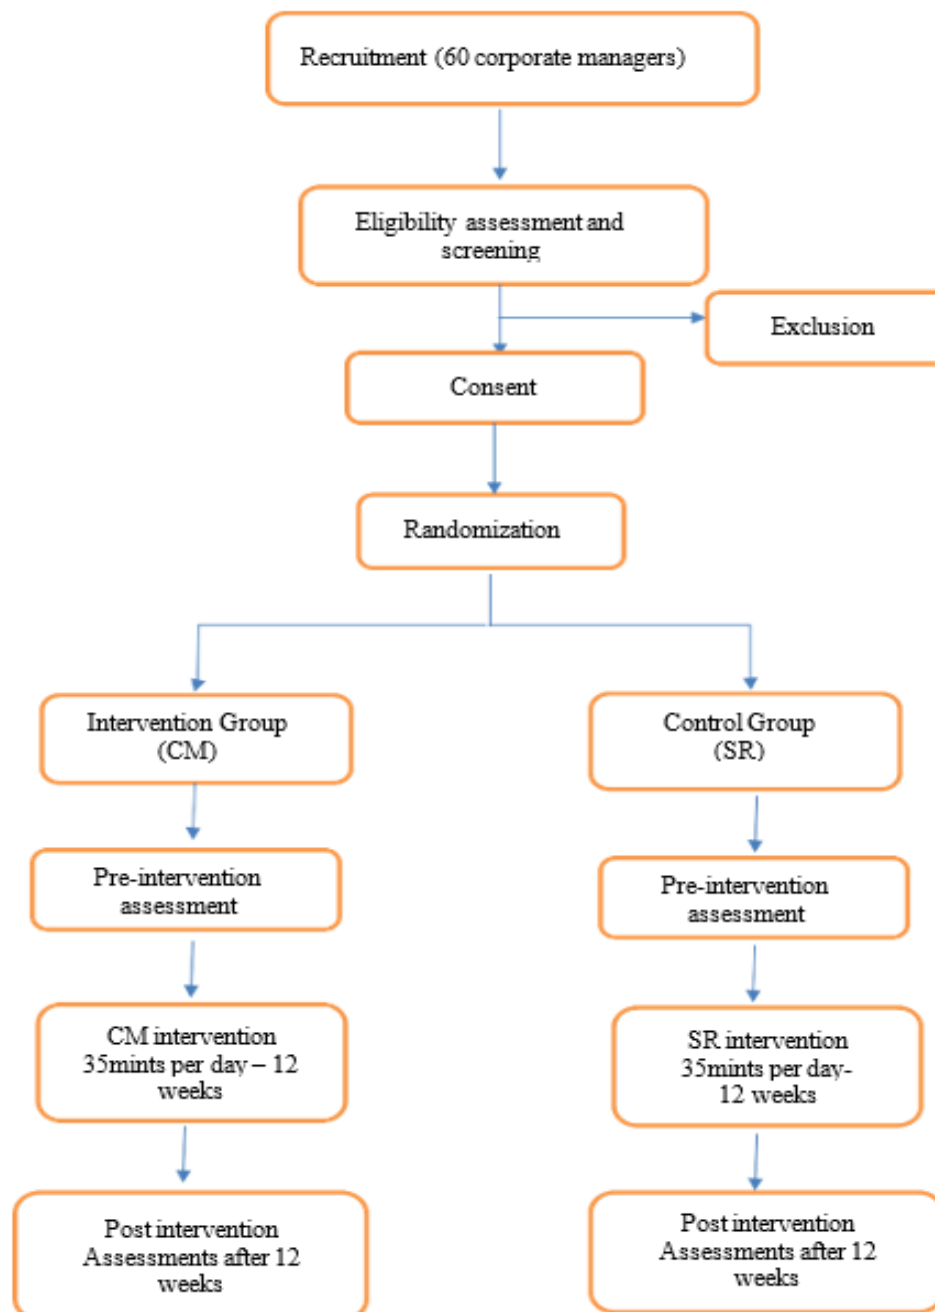 Recruitment (60 corporate managers)
Eligibility assessment and
screening
Exclusion
Consent
Randomization
Intervention Group
(CM)
Control Group
(SR)
Pre-intervention
assessment
Pre-intervention
assessment
CM intervention
35mints per day – 12
weeks
SR intervention
35mints per day-
12 weeks
Post intervention
Assessments after 12
weeks
Post intervention
Assessments after 12
weeks